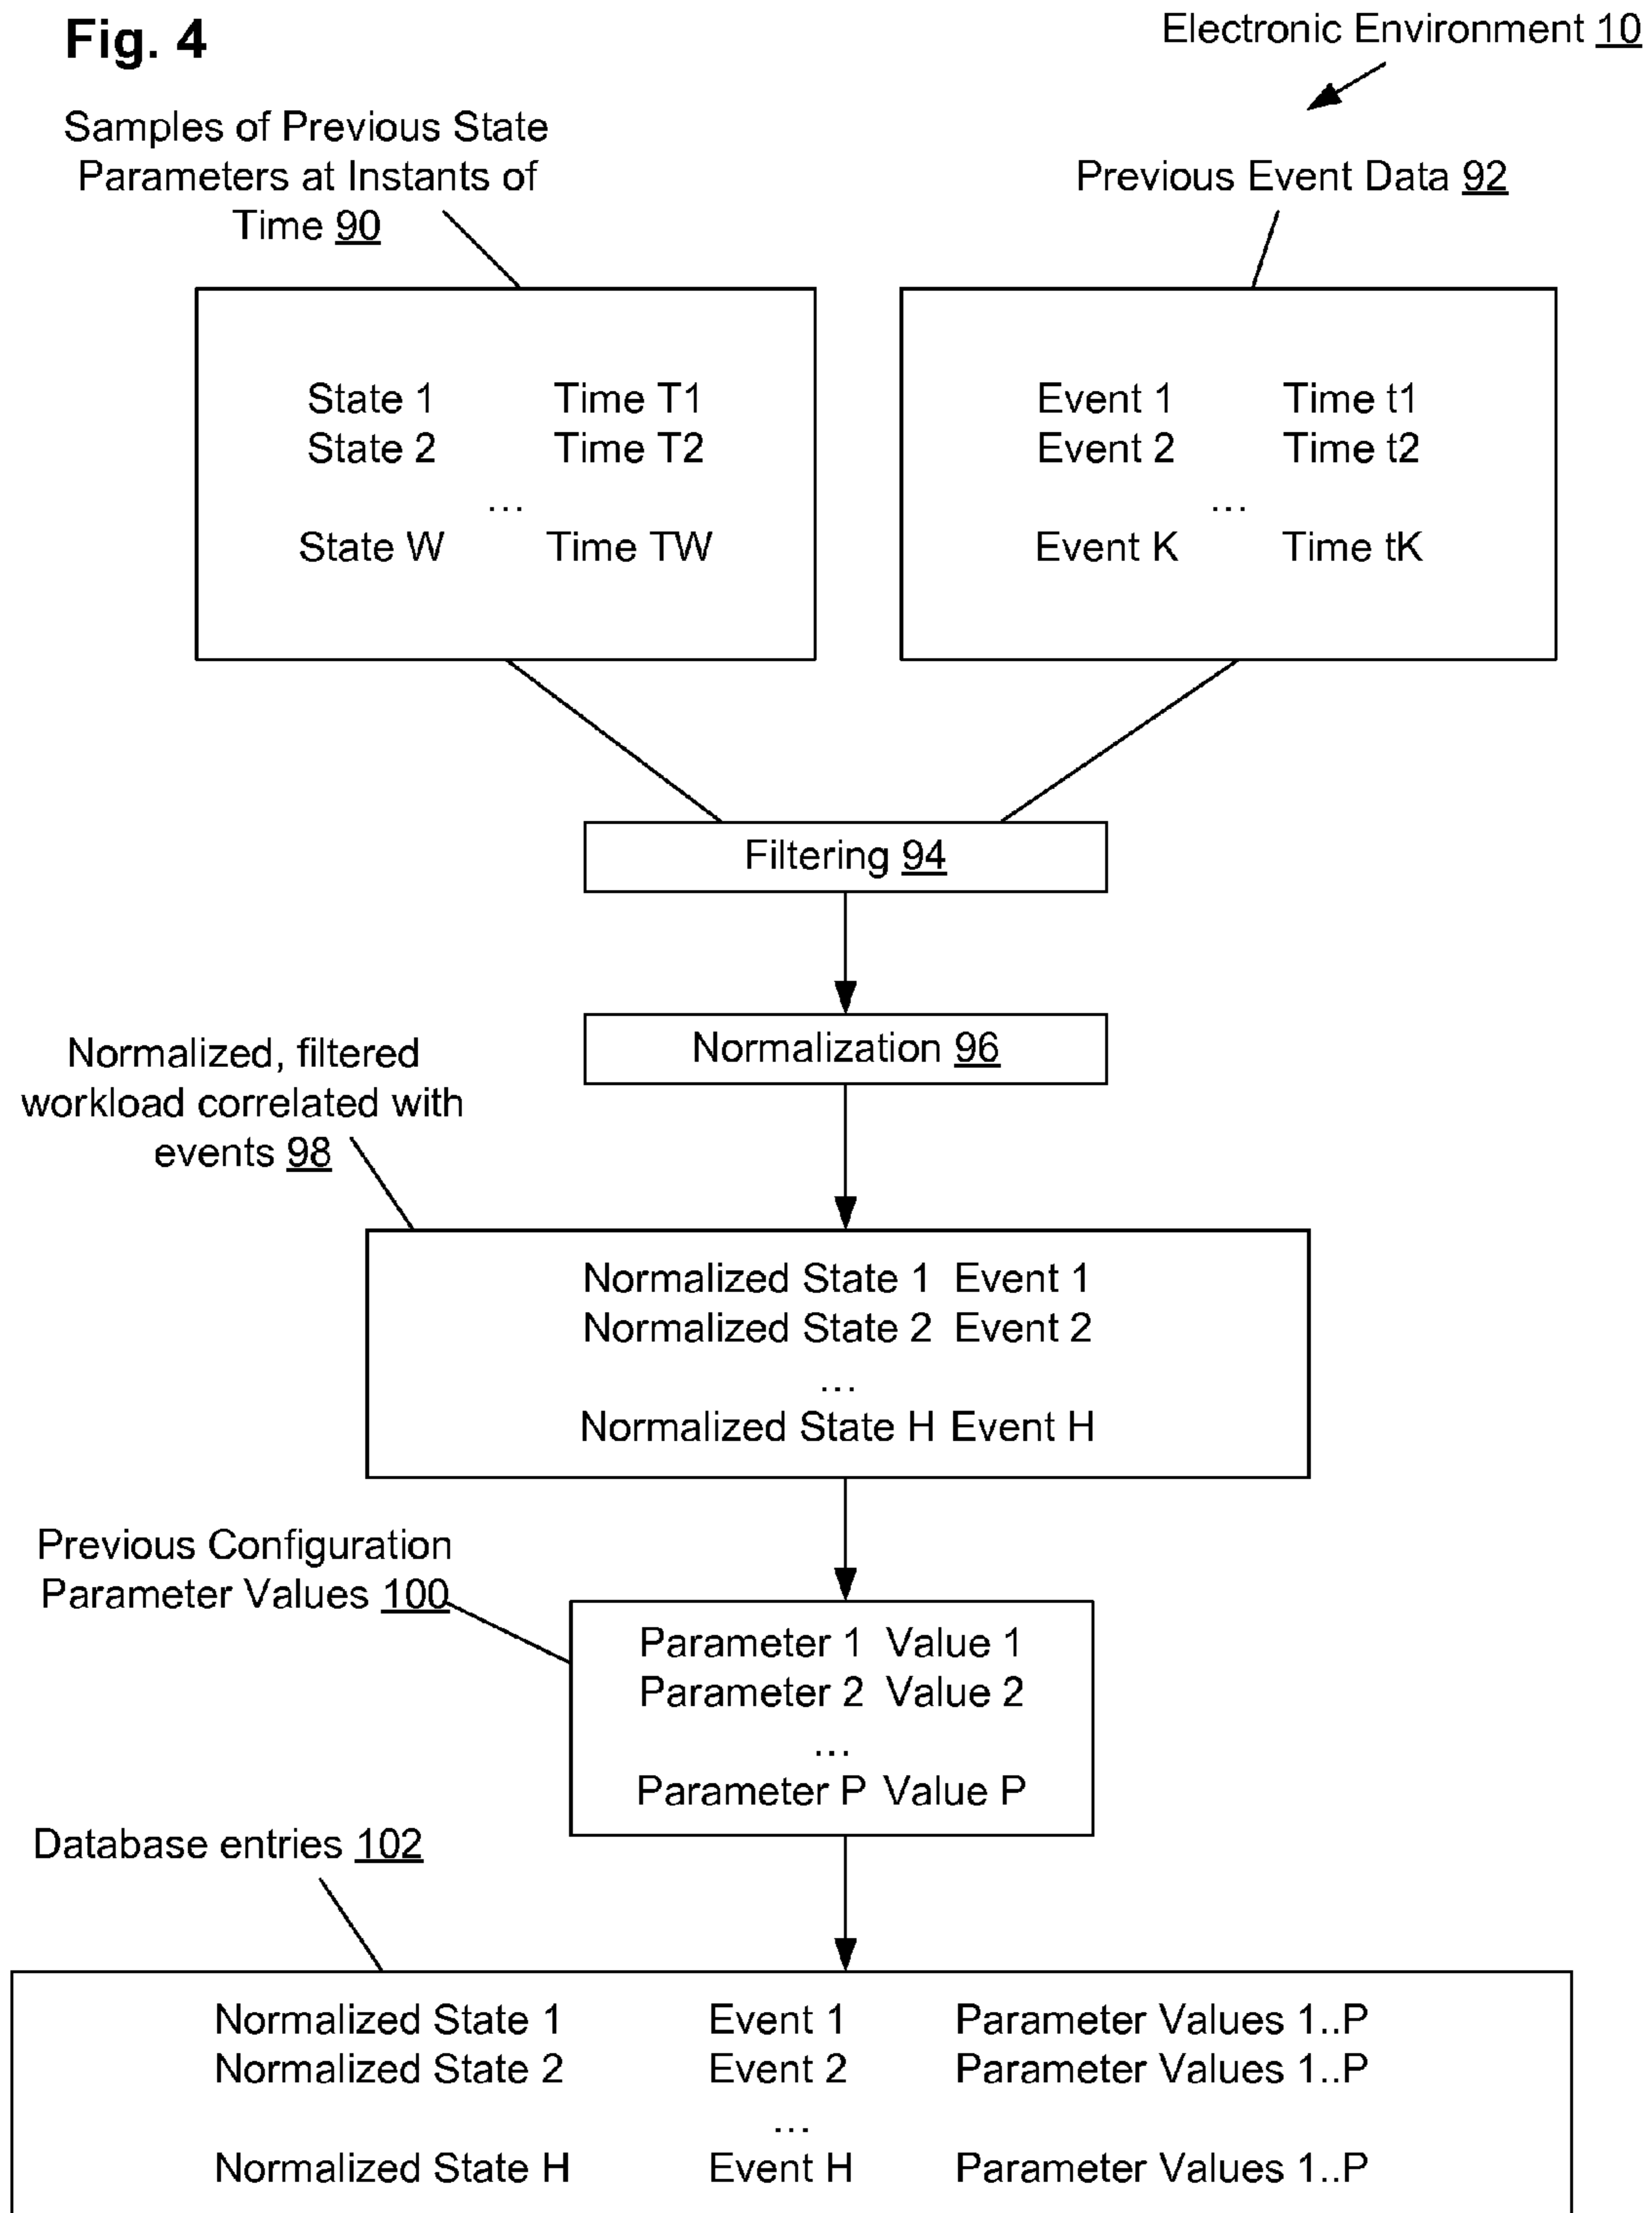 Fig. 4
Electronic Environment 10
Samples of Previous State
Parameters at Instants of
Time 90
Previous Event Data 92
State 1 Time T1
State 2 Time T2
...
State W Time TW
Event 1 Time t1
Event 2 Time t2
...
Event K Time tK
Filtering 94
Normalization 96
Normalized, filtered
workload correlated with
events 98
Normalized State 1 Event 1
Normalized State 2 Event 2
...
Normalized State H Event H
Previous Configuration
Parameter Values 100
Parameter 1 Value 1
Parameter 2 Value 2
...
Parameter P Value P
Database entries 102
Normalized State 1 Event 1 Parameter Values 1..P
Normalized State 2 Event 2 Parameter Values 1..P
...
Normalized State H Event H Parameter Values 1..P